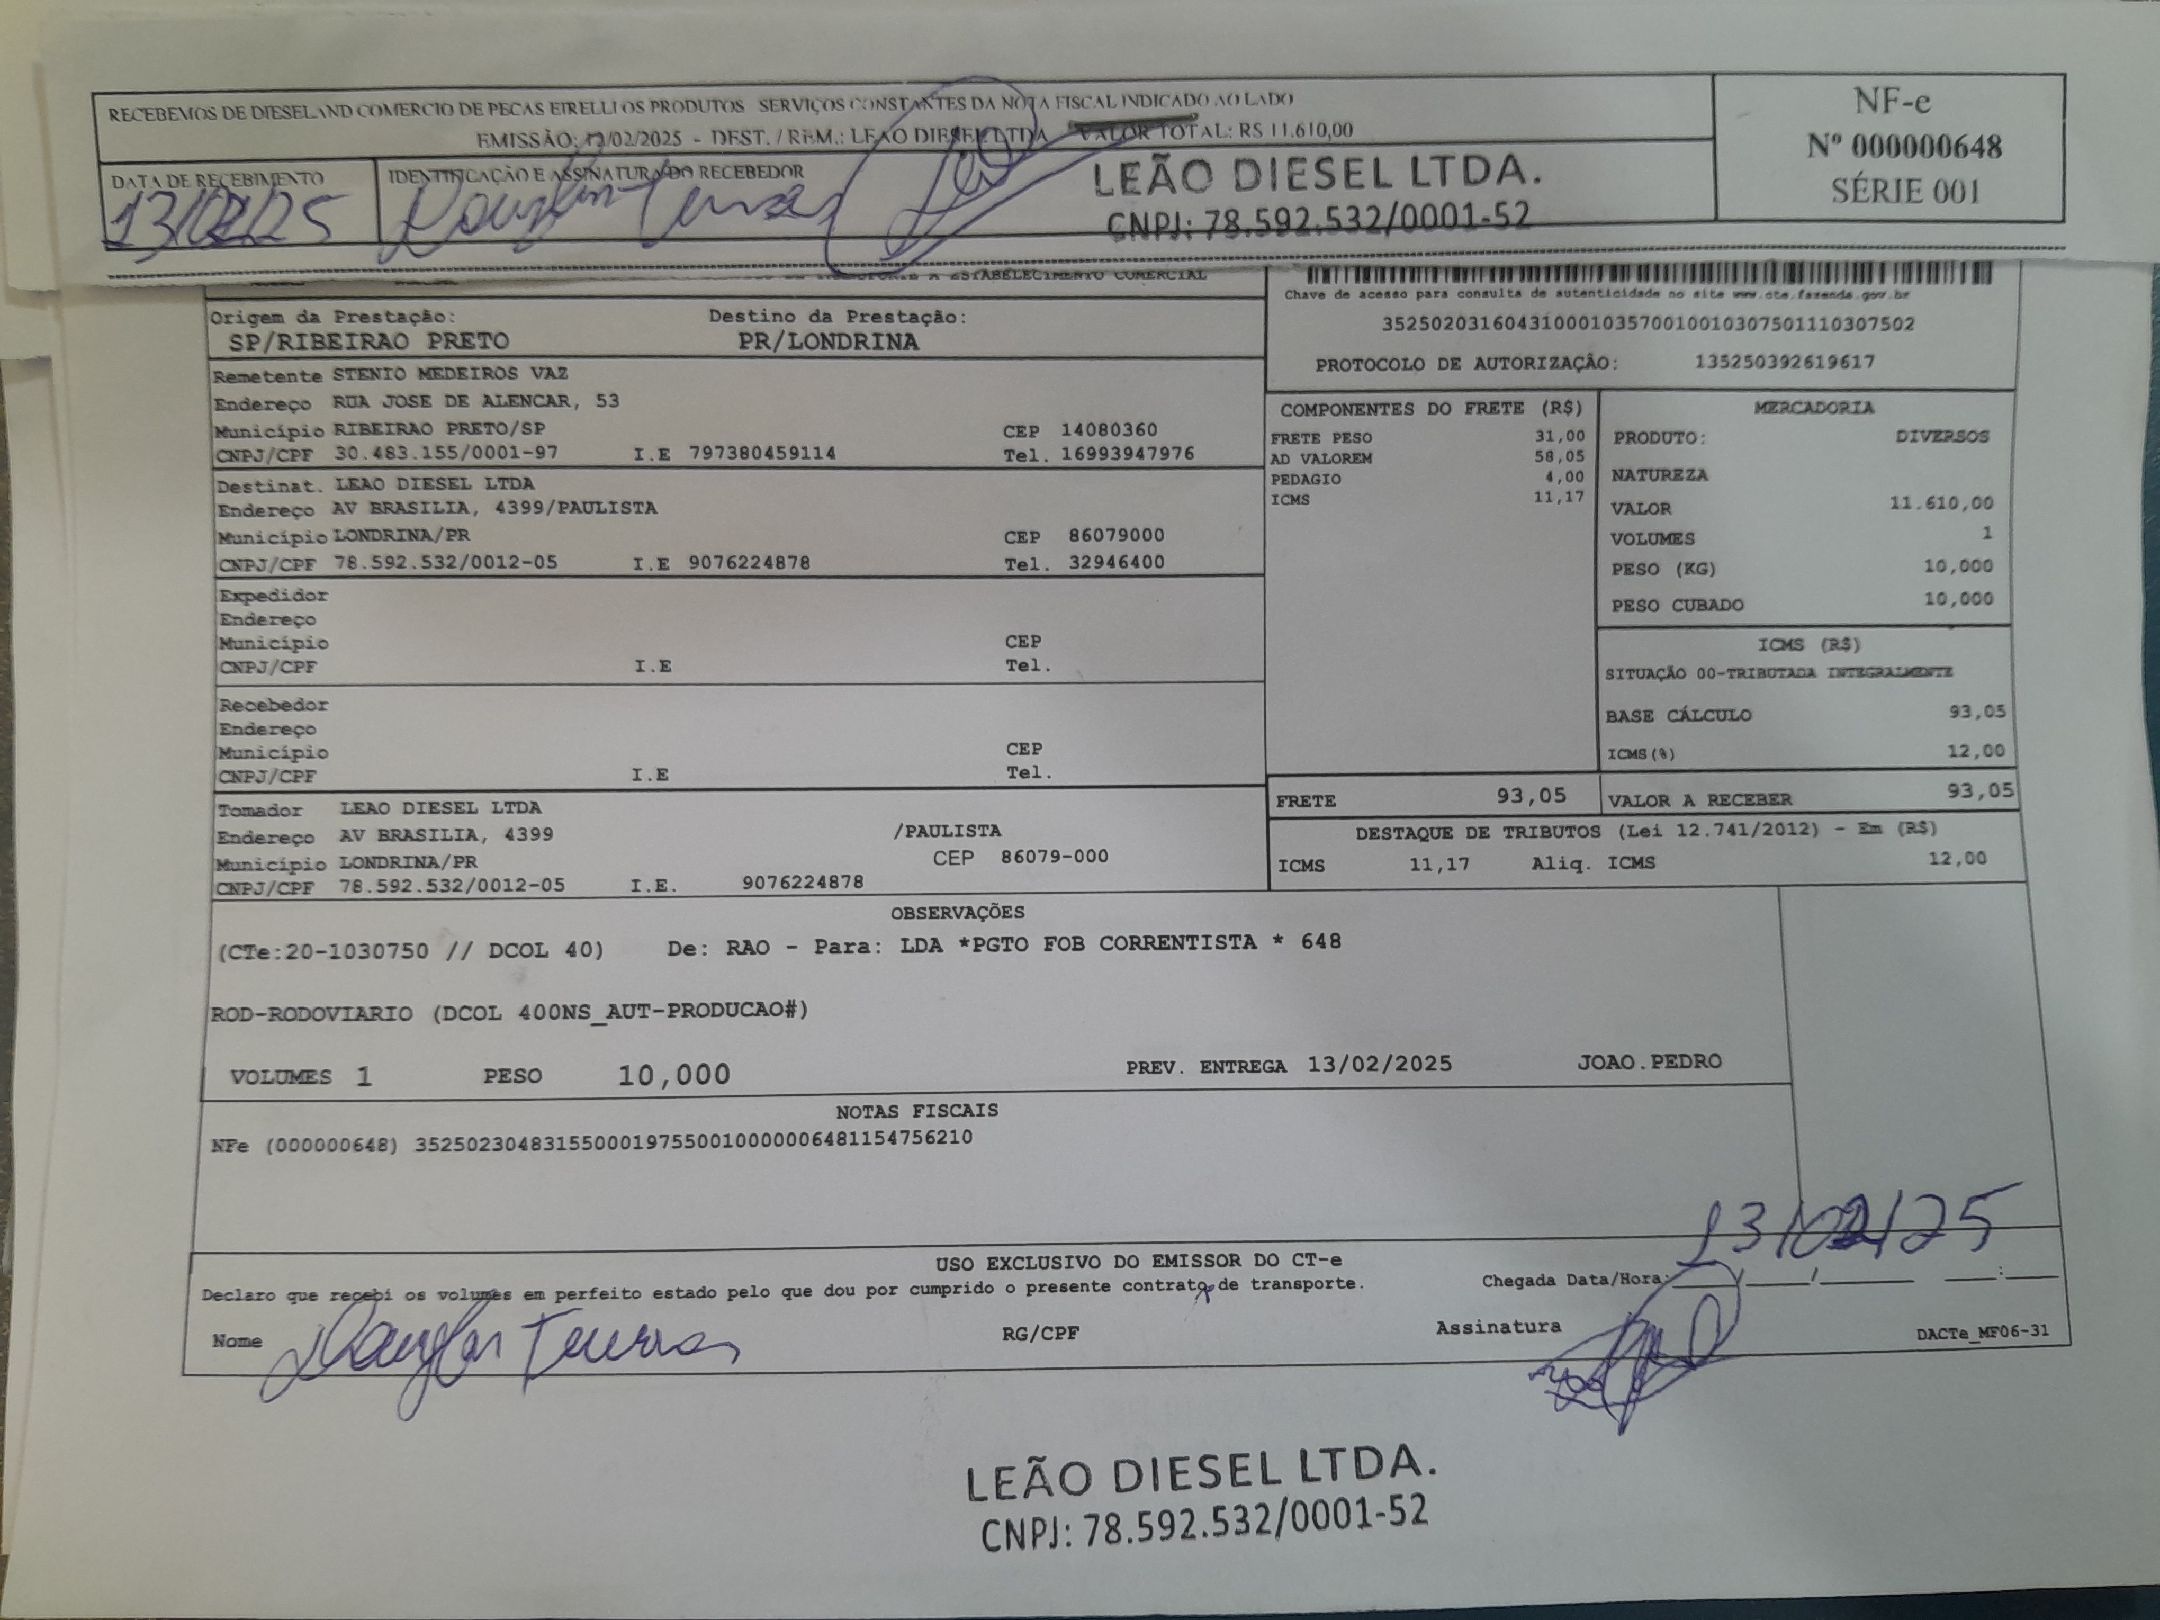 RECEBEMOS DE DIESELAND COMERCIO DE PECAS EIRELLI OS PRODUTOS SERVIÇOS CONSTANTES DA NOTA FISCAL INDICADO AO LADO
EMISSÃO: 12/02/2025 - DEST. / REM.: LEAO DIESEL LTDA VALOR TOTAL: R$ 11.610,00
NF-e
Nº 000000648
SÉRIE 001
DATA DE RECEBIMENTO
13/02/25
IDENTIFICAÇÃO E ASSINATURA DO RECEBEDOR
LEÃO DIESEL LTDA.
CNPJ: 78.592.532/0001-52
A ESTABELECIMENTO COMERCIAL
Chave de acesso para consulta de autenticidade no site www.cte.fazenda.gov.br
35250203160431000103570010010307501110307502
PROTOCOLO DE AUTORIZAÇÃO: 135250392619617
Origem da Prestação: Destino da Prestação:
SP/RIBEIRAO PRETO PR/LONDRINA
Remetente STENIO MEDEIROS VAZ
Endereço RUA JOSE DE ALENCAR, 53
Município RIBEIRAO PRETO/SP CEP 14080360
CNPJ/CPF 30.483.155/0001-97 I.E 797380459114 Tel. 16993947976
Destinat. LEAO DIESEL LTDA
Endereço AV BRASILIA, 4399/PAULISTA
Município LONDRINA/PR CEP 86079000
CNPJ/CPF 78.592.532/0012-05 I.E 9076224878 Tel. 32946400
Expedidor
Endereço
Município CEP
CNPJ/CPF I.E Tel.
Recebedor
Endereço
Município CEP
CNPJ/CPF I.E Tel.
Tomador LEAO DIESEL LTDA
Endereço AV BRASILIA, 4399 /PAULISTA
Município LONDRINA/PR CEP 86079-000
CNPJ/CPF 78.592.532/0012-05 I.E. 9076224878
COMPONENTES DO FRETE (R$)
FRETE PESO 31,00
AD VALOREM 58,05
PEDAGIO 4,00
ICMS 11,17
MERCADORIA
PRODUTO: DIVERSOS
NATUREZA
VALOR 11.610,00
VOLUMES 1
PESO (KG) 10,000
PESO CUBADO 10,000
ICMS (R$)
SITUAÇÃO 00-TRIBUTADA INTEGRALMENTE
BASE CÁLCULO 93,05
ICMS(%) 12,00
FRETE 93,05 VALOR A RECEBER 93,05
DESTAQUE DE TRIBUTOS (Lei 12.741/2012) - Em (R$)
ICMS 11,17 Aliq. ICMS 12,00
OBSERVAÇÕES
(CTe:20-1030750 // DCOL 40) De: RAO - Para: LDA *PGTO FOB CORRENTISTA * 648
ROD-RODOVIARIO (DCOL 400NS_AUT-PRODUCAO#)
VOLUMES 1 PESO 10,000 PREV. ENTREGA 13/02/2025 JOAO.PEDRO
NOTAS FISCAIS
NFe (000000648) 35250230483155000197550010000006481154756210
USO EXCLUSIVO DO EMISSOR DO CT-e
Declaro que recebi os volumes em perfeito estado pelo que dou por cumprido o presente contrato de transporte.
13/02/25
Chegada Data/Hora: / / :
Nome RG/CPF Assinatura
DACTe_MF06-31
LEÃO DIESEL LTDA.
CNPJ: 78.592.532/0001-52